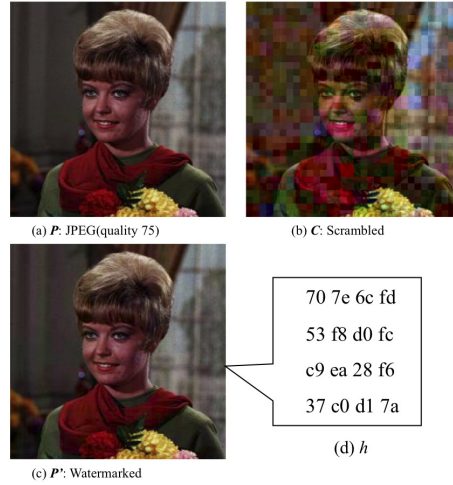 (a) P: JPEG(quality 75)
(b) C: Scrambled
70 7e 6c fd
53 f8 d0 fc
c9 ea 28 f6
37 c0 d1 7a
(d) h
(c) P’: Watermarked